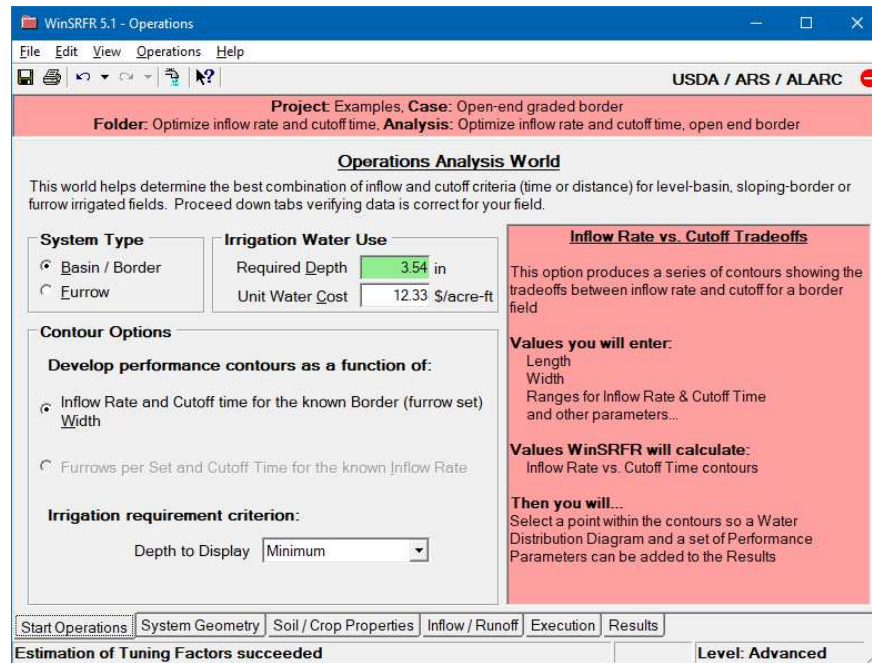 WinSRFR 5.1 - Operations
File Edit View Operations Help
USDA / ARS / ALARC
Project: Examples, Case: Open-end graded border
Folder: Optimize inflow rate and cutoff time, Analysis: Optimize inflow rate and cutoff time, open end border
Operations Analysis World
This world helps determine the best combination of inflow and cutoff criteria (time or distance) for level-basin, sloping-border or
furrow irrigated fields. Proceed down tabs verifying data is correct for your field.
System Type
Basin / Border
Furrow
Irrigation Water Use
Required Depth 3.54 in
Unit Water Cost 12.33 $/acre-ft
Contour Options
Develop performance contours as a function of:
Inflow Rate and Cutoff time for the known Border (furrow set)
Width
Furrows per Set and Cutoff Time for the known Inflow Rate
Irrigation requirement criterion:
Depth to Display Minimum
Inflow Rate vs. Cutoff Tradeoffs
This option produces a series of contours showing the
tradeoffs between inflow rate and cutoff for a border
field
Values you will enter:
Length
Width
Ranges for Inflow Rate & Cutoff Time
and other parameters...
Values WinSRFR will calculate:
Inflow Rate vs. Cutoff Time contours
Then you will...
Select a point within the contours so a Water
Distribution Diagram and a set of Performance
Parameters can be added to the Results
Start Operations System Geometry Soil / Crop Properties Inflow / Runoff Execution Results
Estimation of Tuning Factors succeeded
Level: Advanced